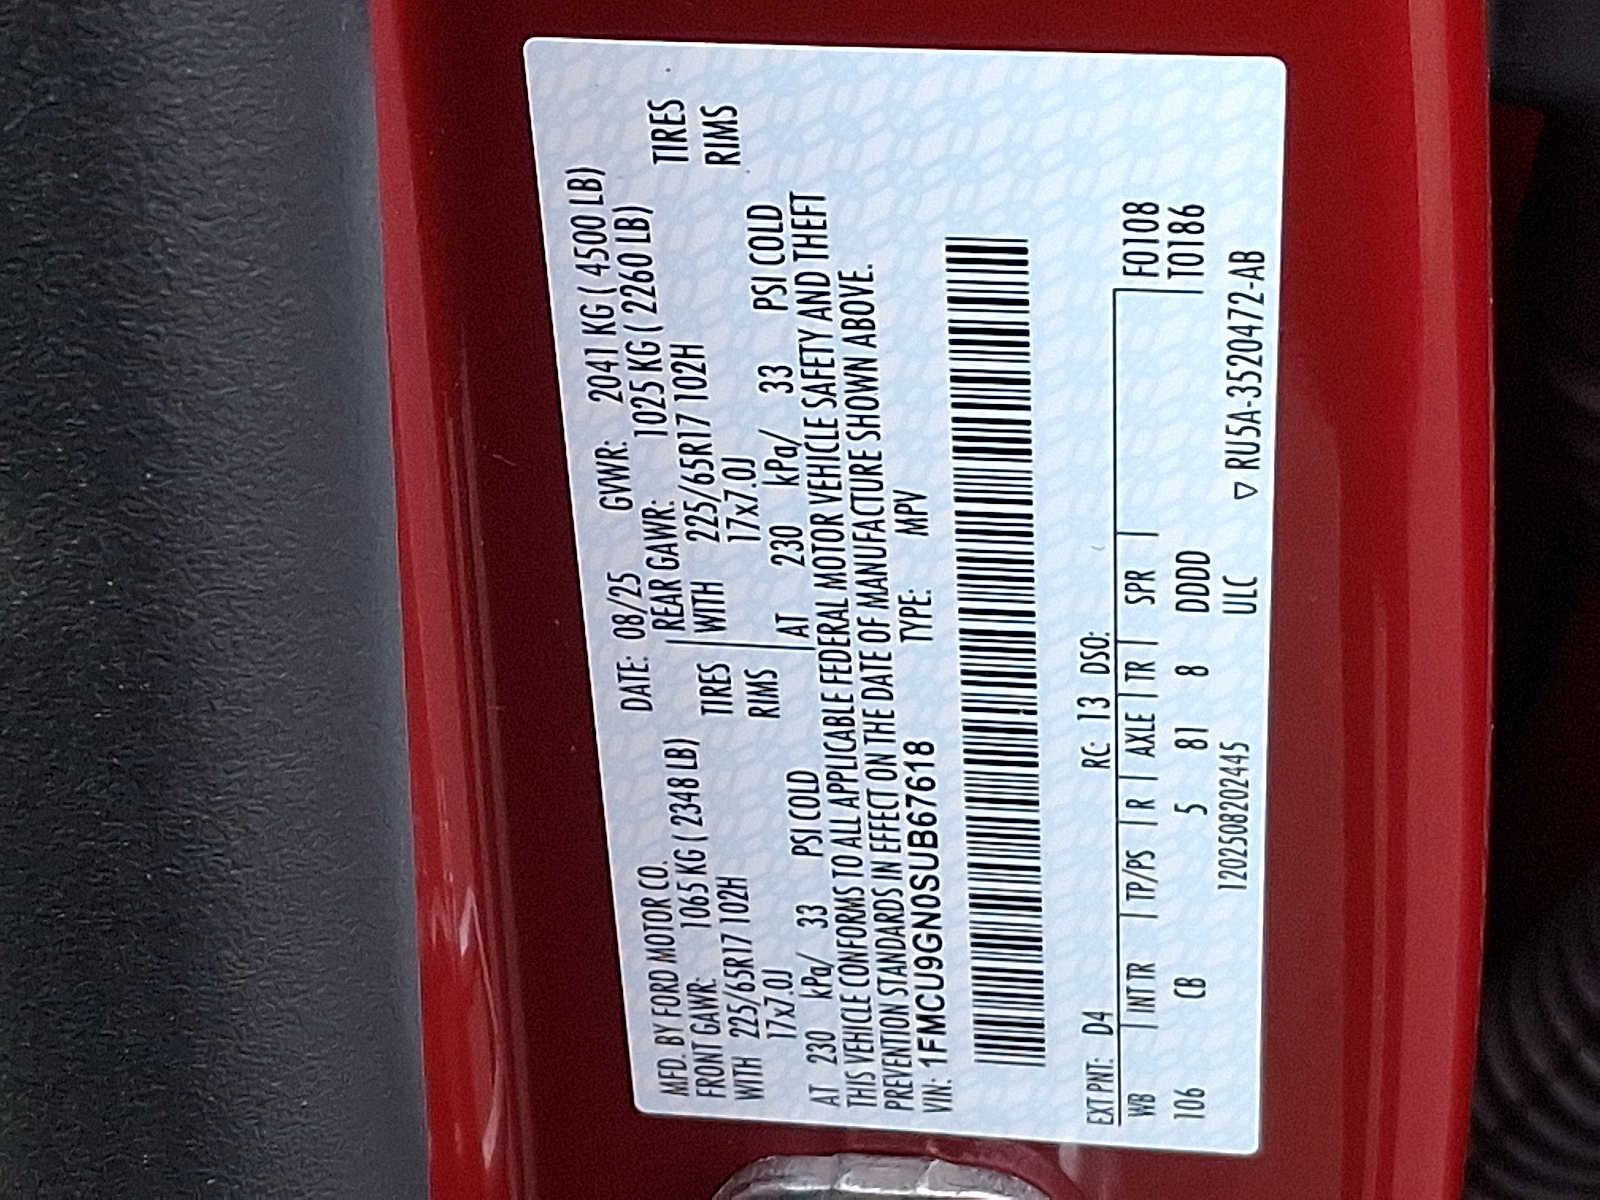 MFD. BY FORD MOTOR CO. DATE: 08/25 GVWR: 2041 KG ( 4500 LB)
FRONT GAWR: 1065 KG ( 2348 LB) REAR GAWR: 1025 KG ( 2260 LB)
WITH 225/65R17 102H TIRES WITH 225/65R17 102H TIRES
17x7.0J RIMS 17x7.0J RIMS
AT 230 kPa/ 33 PSI COLD AT 230 kPa/ 33 PSI COLD
THIS VEHICLE CONFORMS TO ALL APPLICABLE FEDERAL MOTOR VEHICLE SAFETY AND THEFT
PREVENTION STANDARDS IN EFFECT ON THE DATE OF MANUFACTURE SHOWN ABOVE.
VIN: 1FMCU9GN0SUB67618 TYPE: MPV
EXT PNT: D4 RC: 13 DSO:
WB INT TR TP/PS R AXLE TR SPR F0108
106 CB 5 81 8 DDDD T0186
1202508202445 ULC ▽ RU5A-3520472-AB